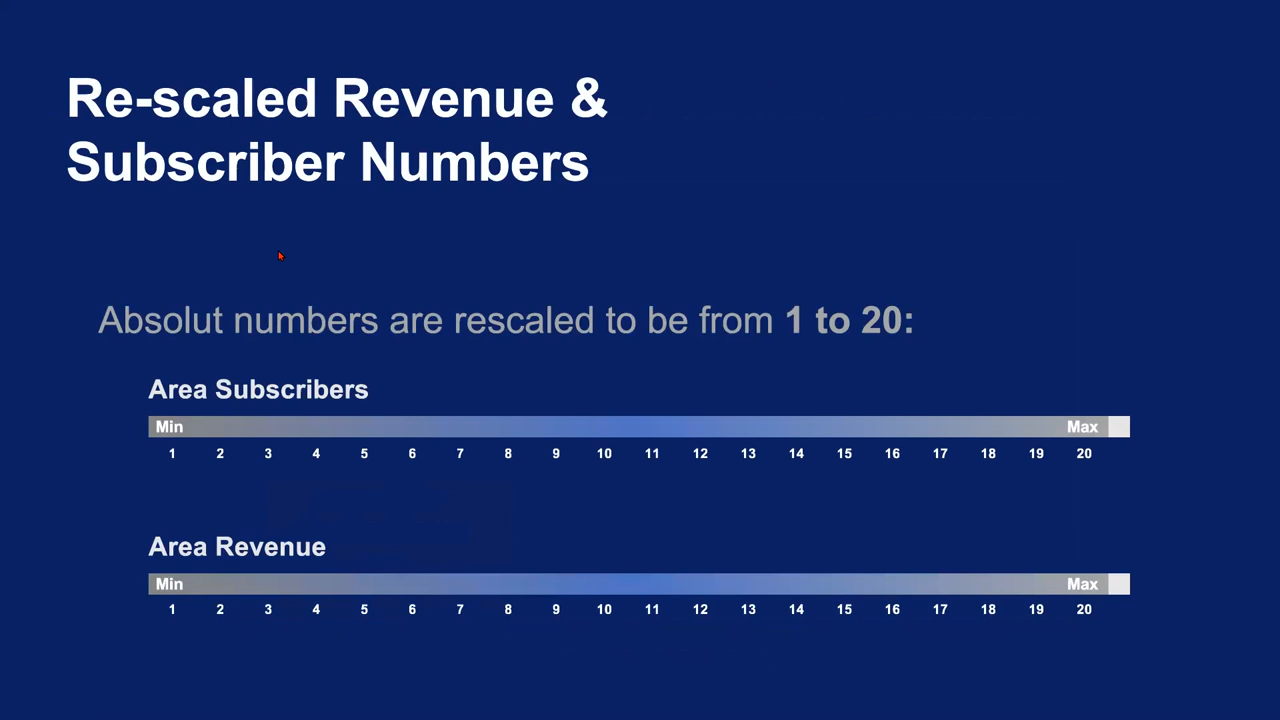 Re-scaled Revenue &
Subscriber Numbers
Absolut numbers are rescaled to be from 1 to 20:
Area Subscribers
Min Max
1 2 3 4 5 6 7 8 9 10 11 12 13 14 15 16 17 18 19 20
Area Revenue
Min Max
1 2 3 4 5 6 7 8 9 10 11 12 13 14 15 16 17 18 19 20